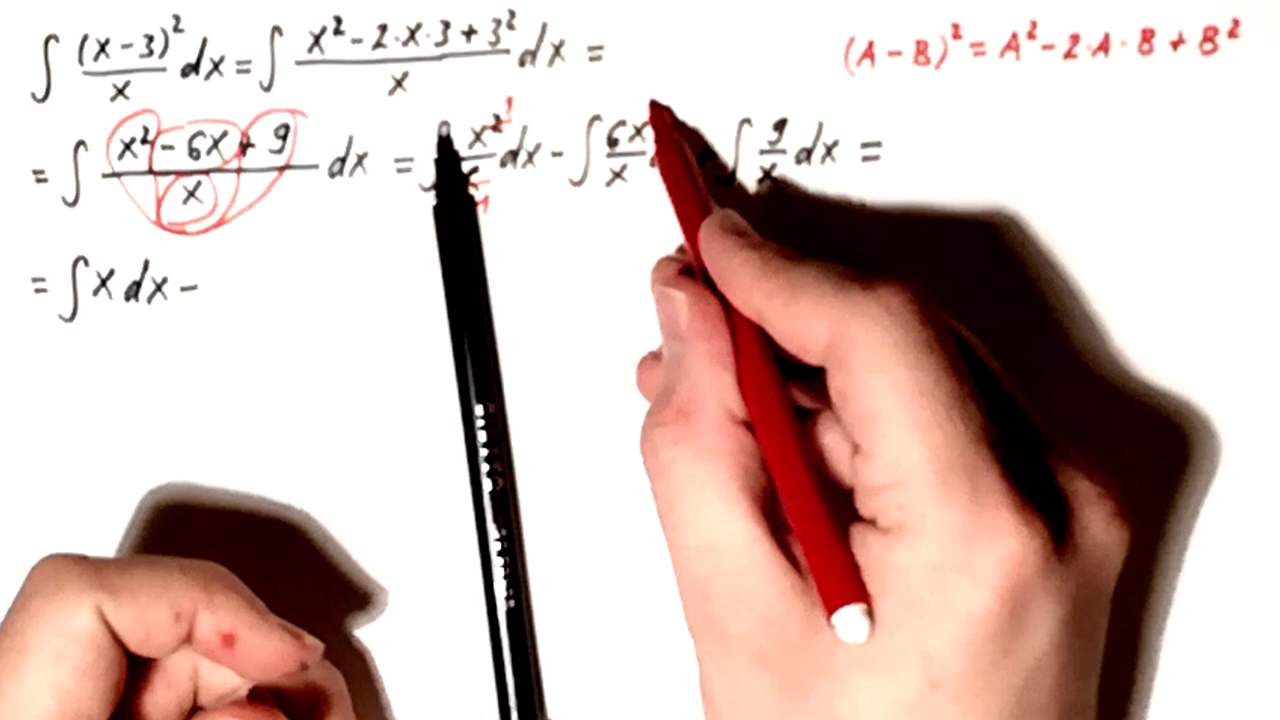 ∫ (x-3)²/x dx = ∫ (x² - 2·x·3 + 3²)/x dx =
(A - B)² = A² - 2·A·B + B²
= ∫ (x² - 6x + 9)/x dx = x²/x dx - ∫ 6x/x ∫ 9/x dx =
= ∫ x dx -